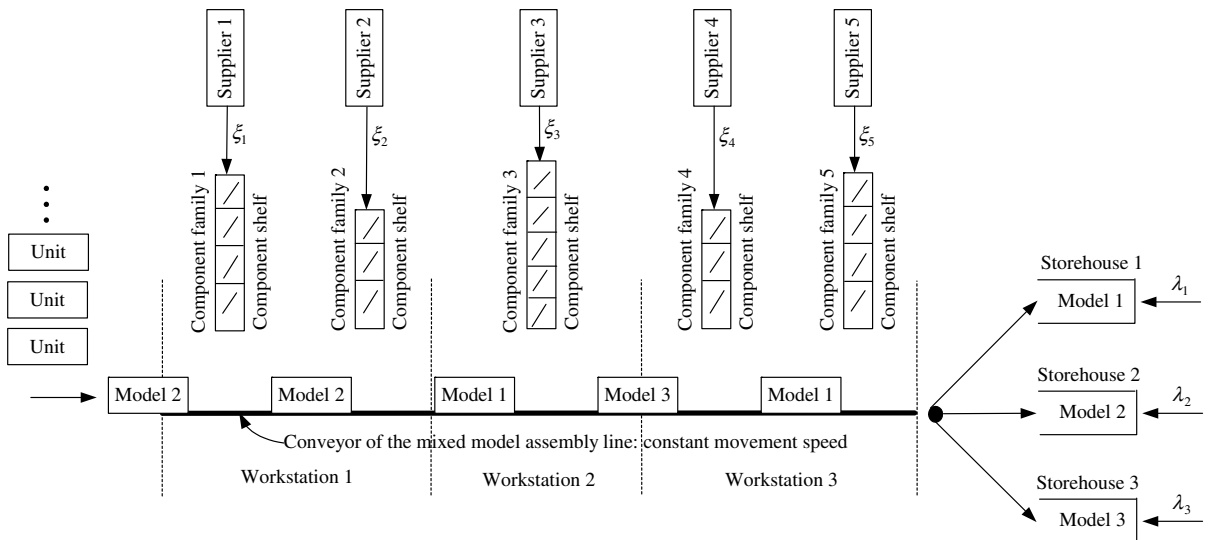 Supplier 1
Supplier 2
Supplier 3
Supplier 4
Supplier 5
ξ1
ξ2
ξ3
ξ4
ξ5
Component family 1
Component shelf
Component family 2
Component shelf
Component family 3
Component shelf
Component family 4
Component shelf
Component family 5
Component shelf
Unit
Unit
Unit
Model 2
Model 2
Model 1
Model 3
Model 1
Conveyor of the mixed model assembly line: constant movement speed
Workstation 1
Workstation 2
Workstation 3
Storehouse 1
Model 1
λ1
Storehouse 2
Model 2
λ2
Storehouse 3
Model 3
λ3